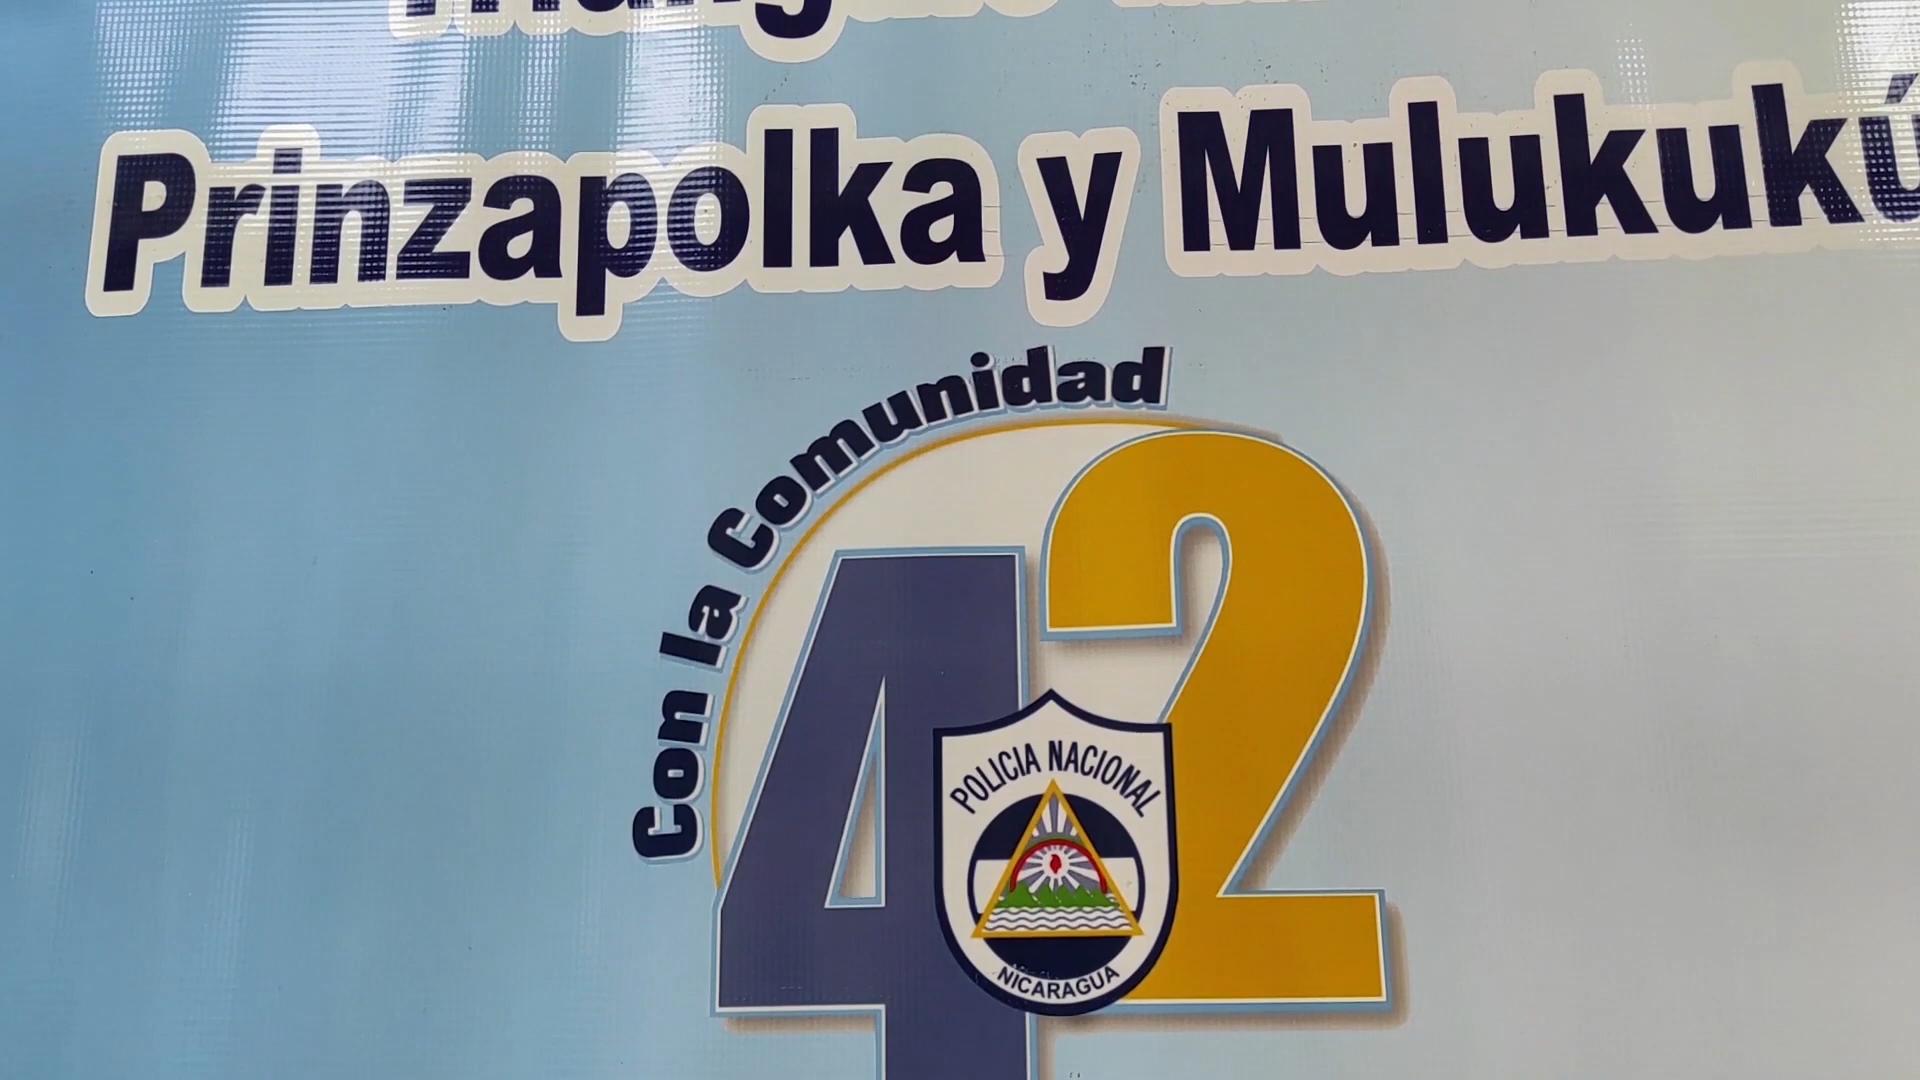 Prinzapolka y Mulukukú
Con la Comunidad
42
POLICIA NACIONAL
NICARAGUA